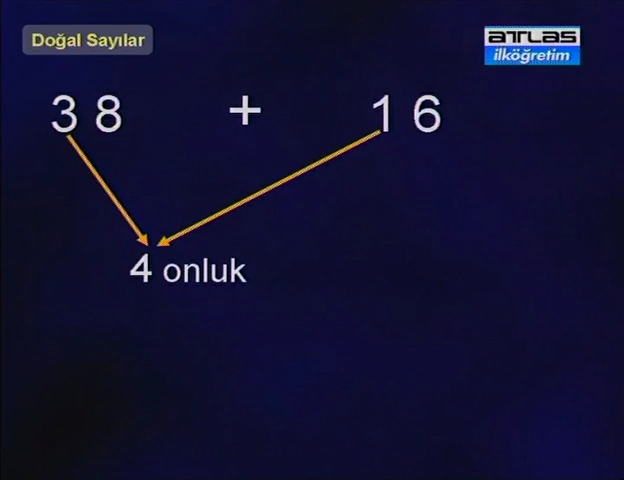 Doğal Sayılar
ATLAS
ilköğretim
38 + 16
4 onluk